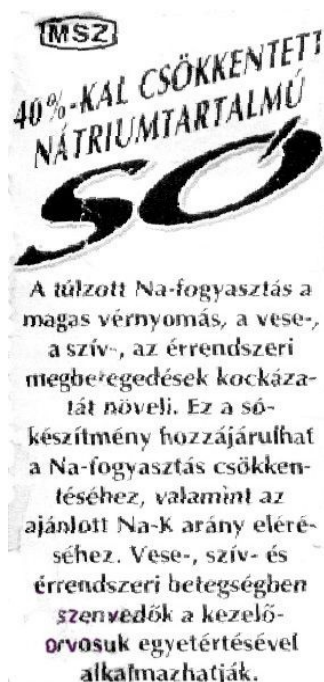 MSZ
40%-KAL CSÖKKENTETT
NÁTRIUMTARTALMÚ
SÓ
A túlzott Na-fogyasztás a
magas vérnyomás, a vese-,
a szív-, az érrendszeri
megbetegedések kockáza-
tát növeli. Ez a só-
készítmény hozzájárulhat
a Na-fogyasztás csökken-
téséhez, valamint az
ajánlott Na-K arány eléré-
séhez. Vese-, szív- és
érrendszeri betegségben
szenvedők a kezelő-
orvosuk egyetértésével
alkalmazhatják.